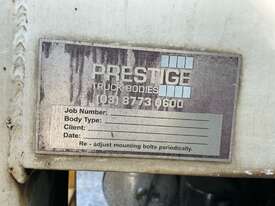 PRESTIGE
TRUCK BODIES
(03) 8773 0600
Job Number:
Body Type:
Client:
Date:
Re - adjust mounting bolts periodically.